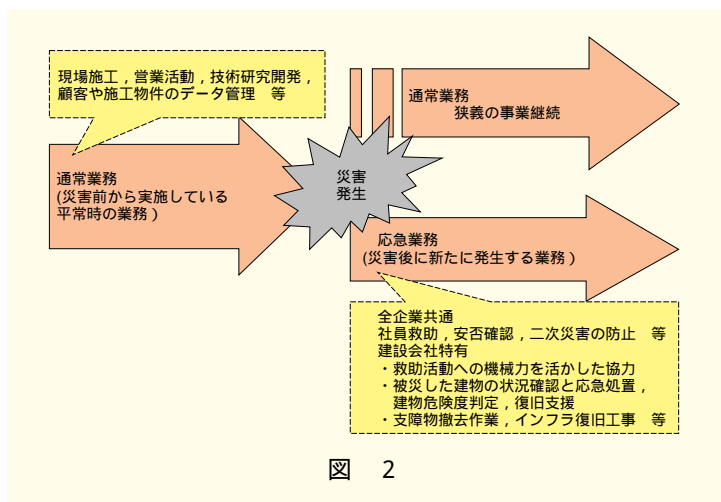 現場施工，営業活動，技術研究開発，
顧客や施工物件のデータ管理　等
通常業務
(災害前から実施している
平常時の業務）
災害
発生
通常業務
狭義の事業継続
応急業務
(災害後に新たに発生する業務）
全企業共通
社員救助，安否確認，二次災害の防止　等
建設会社特有
・救助活動への機械力を活かした協力
・被災した建物の状況確認と応急処置，
建物危険度判定，復旧支援
・支障物撤去作業，インフラ復旧工事　等
図　2